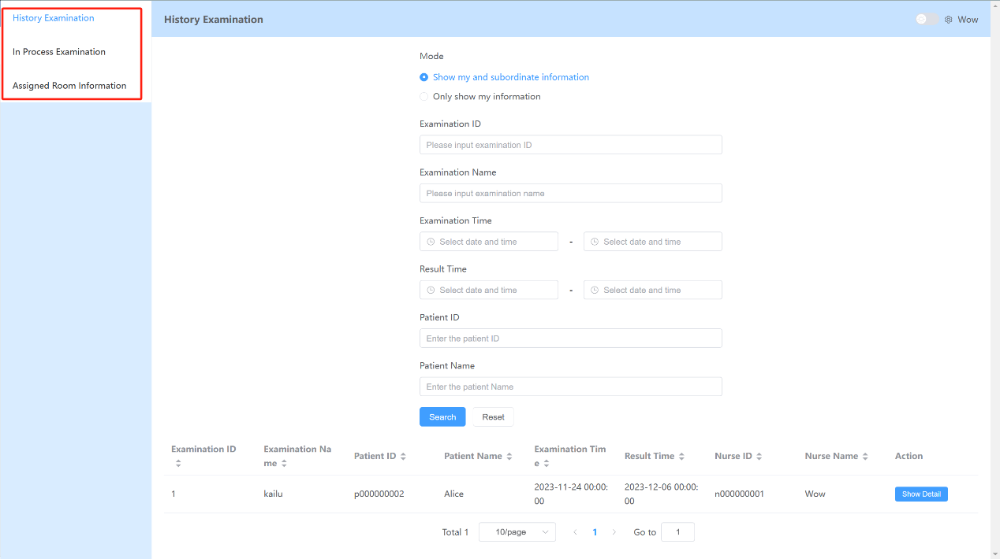 History Examination
In Process Examination
Assigned Room Information
History Examination
Wow
Mode
Show my and subordinate information
Only show my information
Examination ID
Please input examination ID
Examination Name
Please input examination name
Examination Time
Select date and time - Select date and time
Result Time
Select date and time - Select date and time
Patient ID
Enter the patient ID
Patient Name
Enter the patient Name
Search Reset
Examination ID Examination Na
me Patient ID Patient Name Examination Tim
e Result Time Nurse ID Nurse Name Action
1 kailu p000000002 Alice 2023-11-24 00:00:
00 2023-12-06 00:00:
00 n000000001 Wow Show Detail
Total 1 10/page < 1 > Go to 1